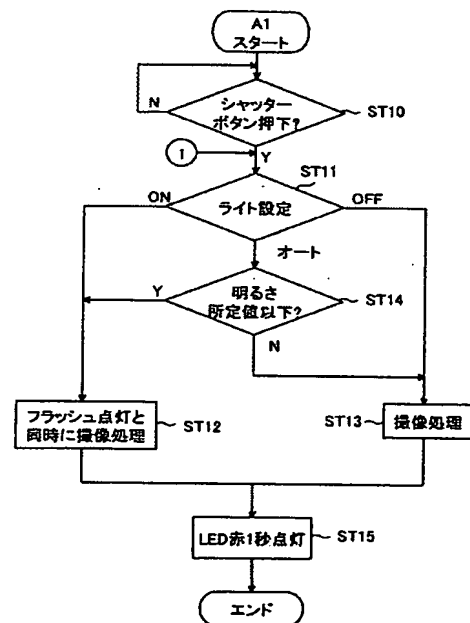 A1
スタート
N
シャッター
ボタン押下?
ST10
1
Y
ST11
ON
ライト設定
OFF
オート
Y
明るさ
所定値以下?
ST14
N
フラッシュ点灯と
同時に撮像処理
ST12
ST13
撮像処理
LED赤1秒点灯
ST15
エンド